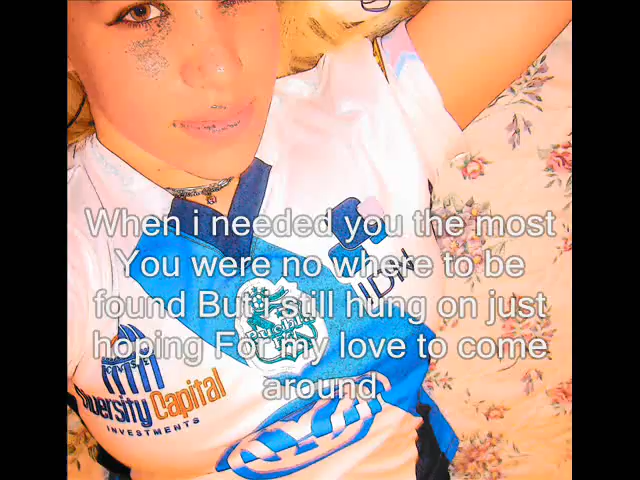 When i needed you the most
You were no where to be
found But i still hung on just
hoping For my love to come
around
Puebla
Diversity Capital
INVESTMENTS